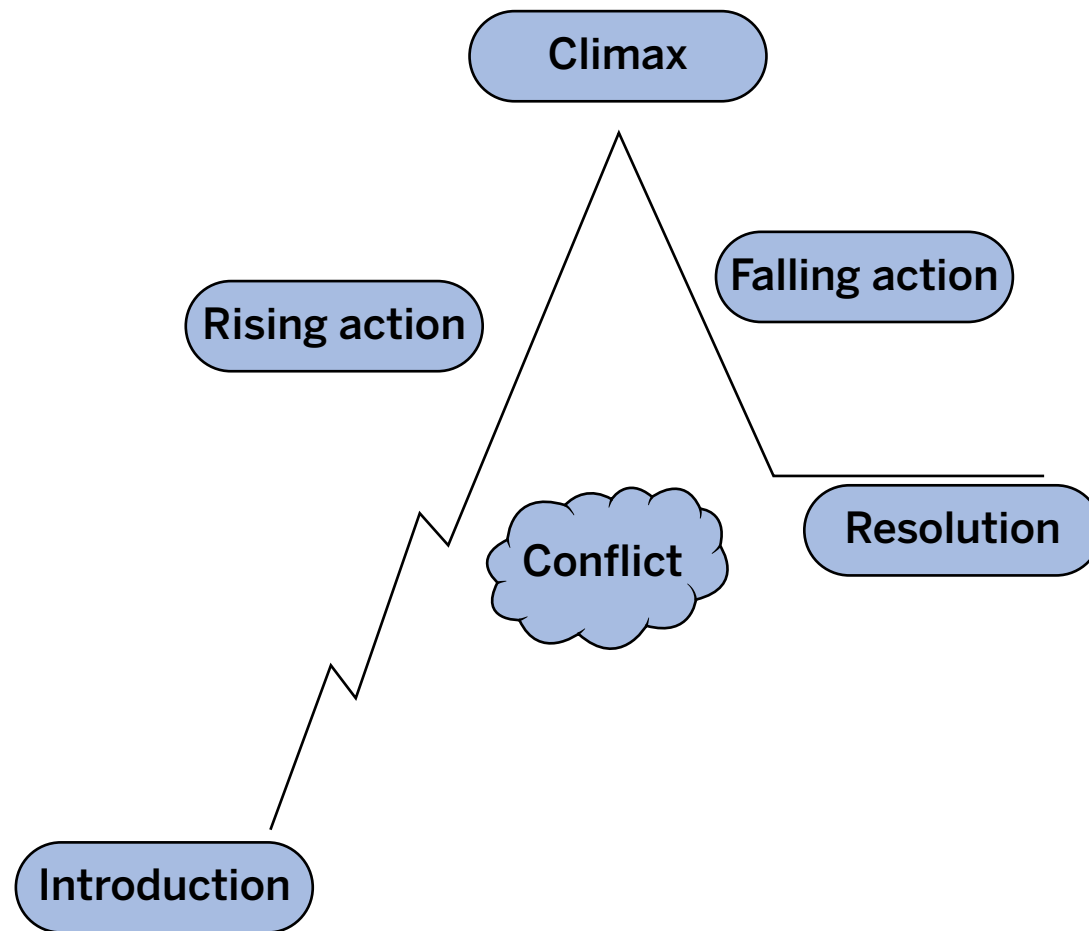 Climax
Falling action
Rising action
Conflict
Resolution
Introduction